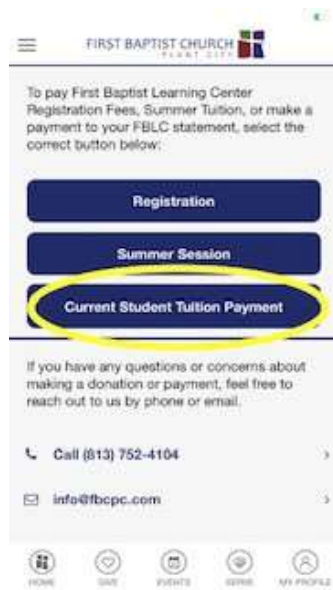 FIRST BAPTIST CHURCH
PLANT CITY
To pay First Baptist Learning Center
Registration Fees, Summer Tuition, or make a
payment to your FBLC statement, select the
correct button below:
Registration
Summer Session
Current Student Tuition Payment
If you have any questions or concerns about
making a donation or payment, feel free to
reach out to us by phone or email.
Call (813) 752-4104
info@fbcpc.com
HOME GIVE EVENTS SERVE MY PROFILE